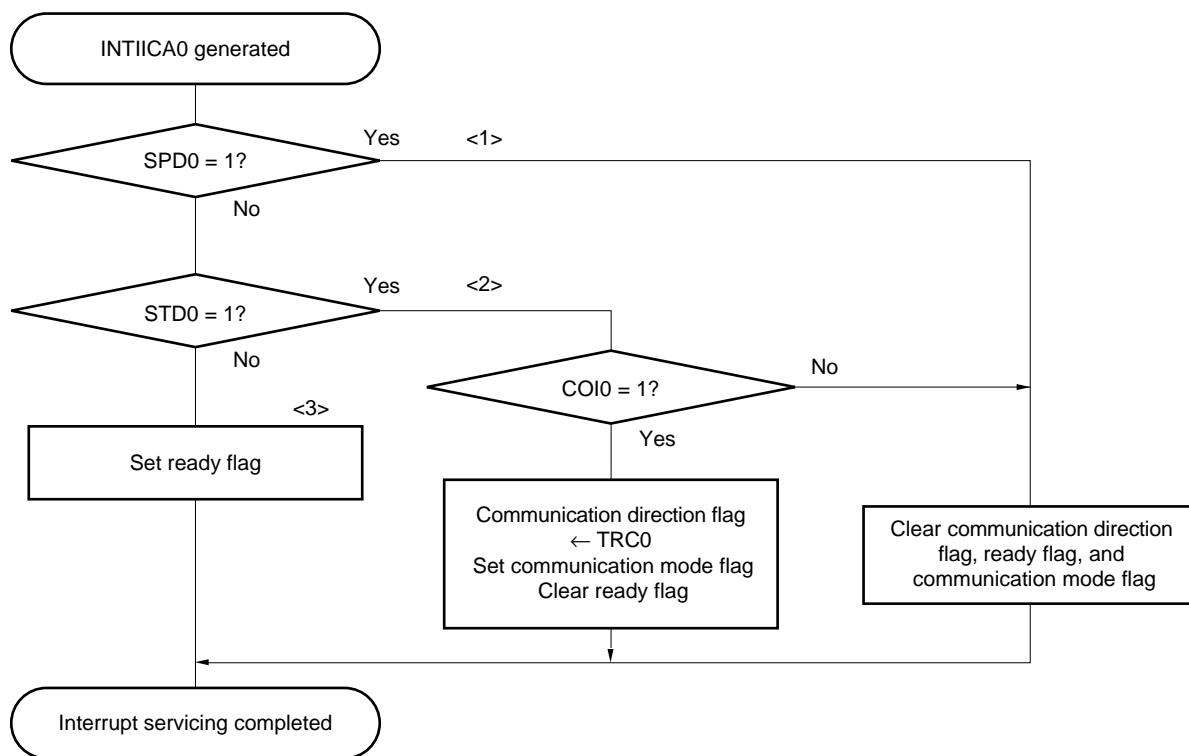 INTIICA0 generated
Yes
<1>
SPD0 = 1?
No
Yes
<2>
STD0 = 1?
No
COI0 = 1?
No
<3>
Yes
Set ready flag
Communication direction flag
← TRC0
Set communication mode flag
Clear ready flag
Clear communication direction
flag, ready flag, and
communication mode flag
Interrupt servicing completed